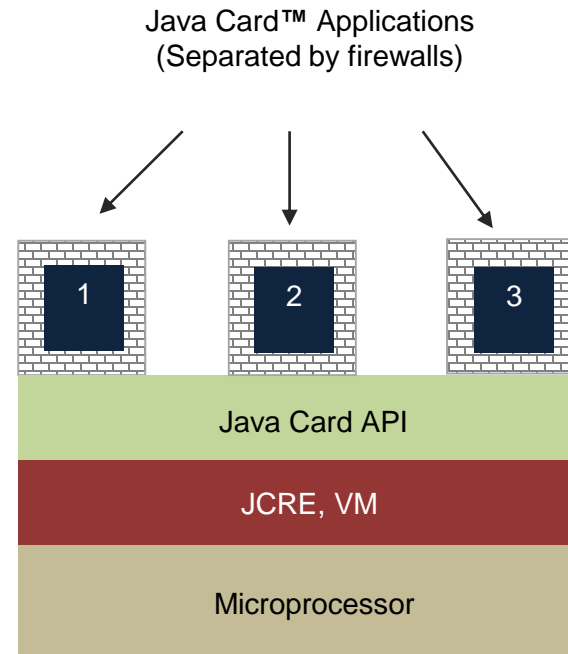 Java Card™ Applications
(Separated by firewalls)
1
2
3
Java Card API
JCRE, VM
Microprocessor